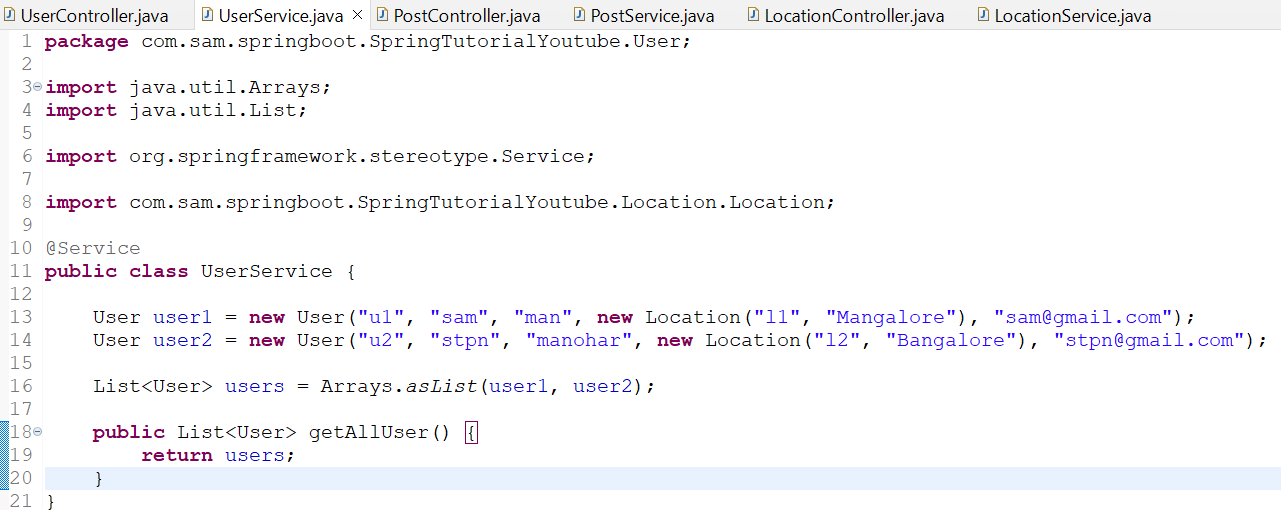 UserController.java UserService.java PostController.java PostService.java LocationController.java LocationService.java
1 package com.sam.springboot.SpringTutorialYoutube.User;
2
3 import java.util.Arrays;
4 import java.util.List;
5
6 import org.springframework.stereotype.Service;
7
8 import com.sam.springboot.SpringTutorialYoutube.Location.Location;
9
10 @Service
11 public class UserService {
12
13     User user1 = new User("u1", "sam", "man", new Location("l1", "Mangalore"), "sam@gmail.com");
14     User user2 = new User("u2", "stpn", "manohar", new Location("l2", "Bangalore"), "stpn@gmail.com");
15
16     List<User> users = Arrays.asList(user1, user2);
17
18     public List<User> getAllUser() {
19         return users;
20     }
21 }